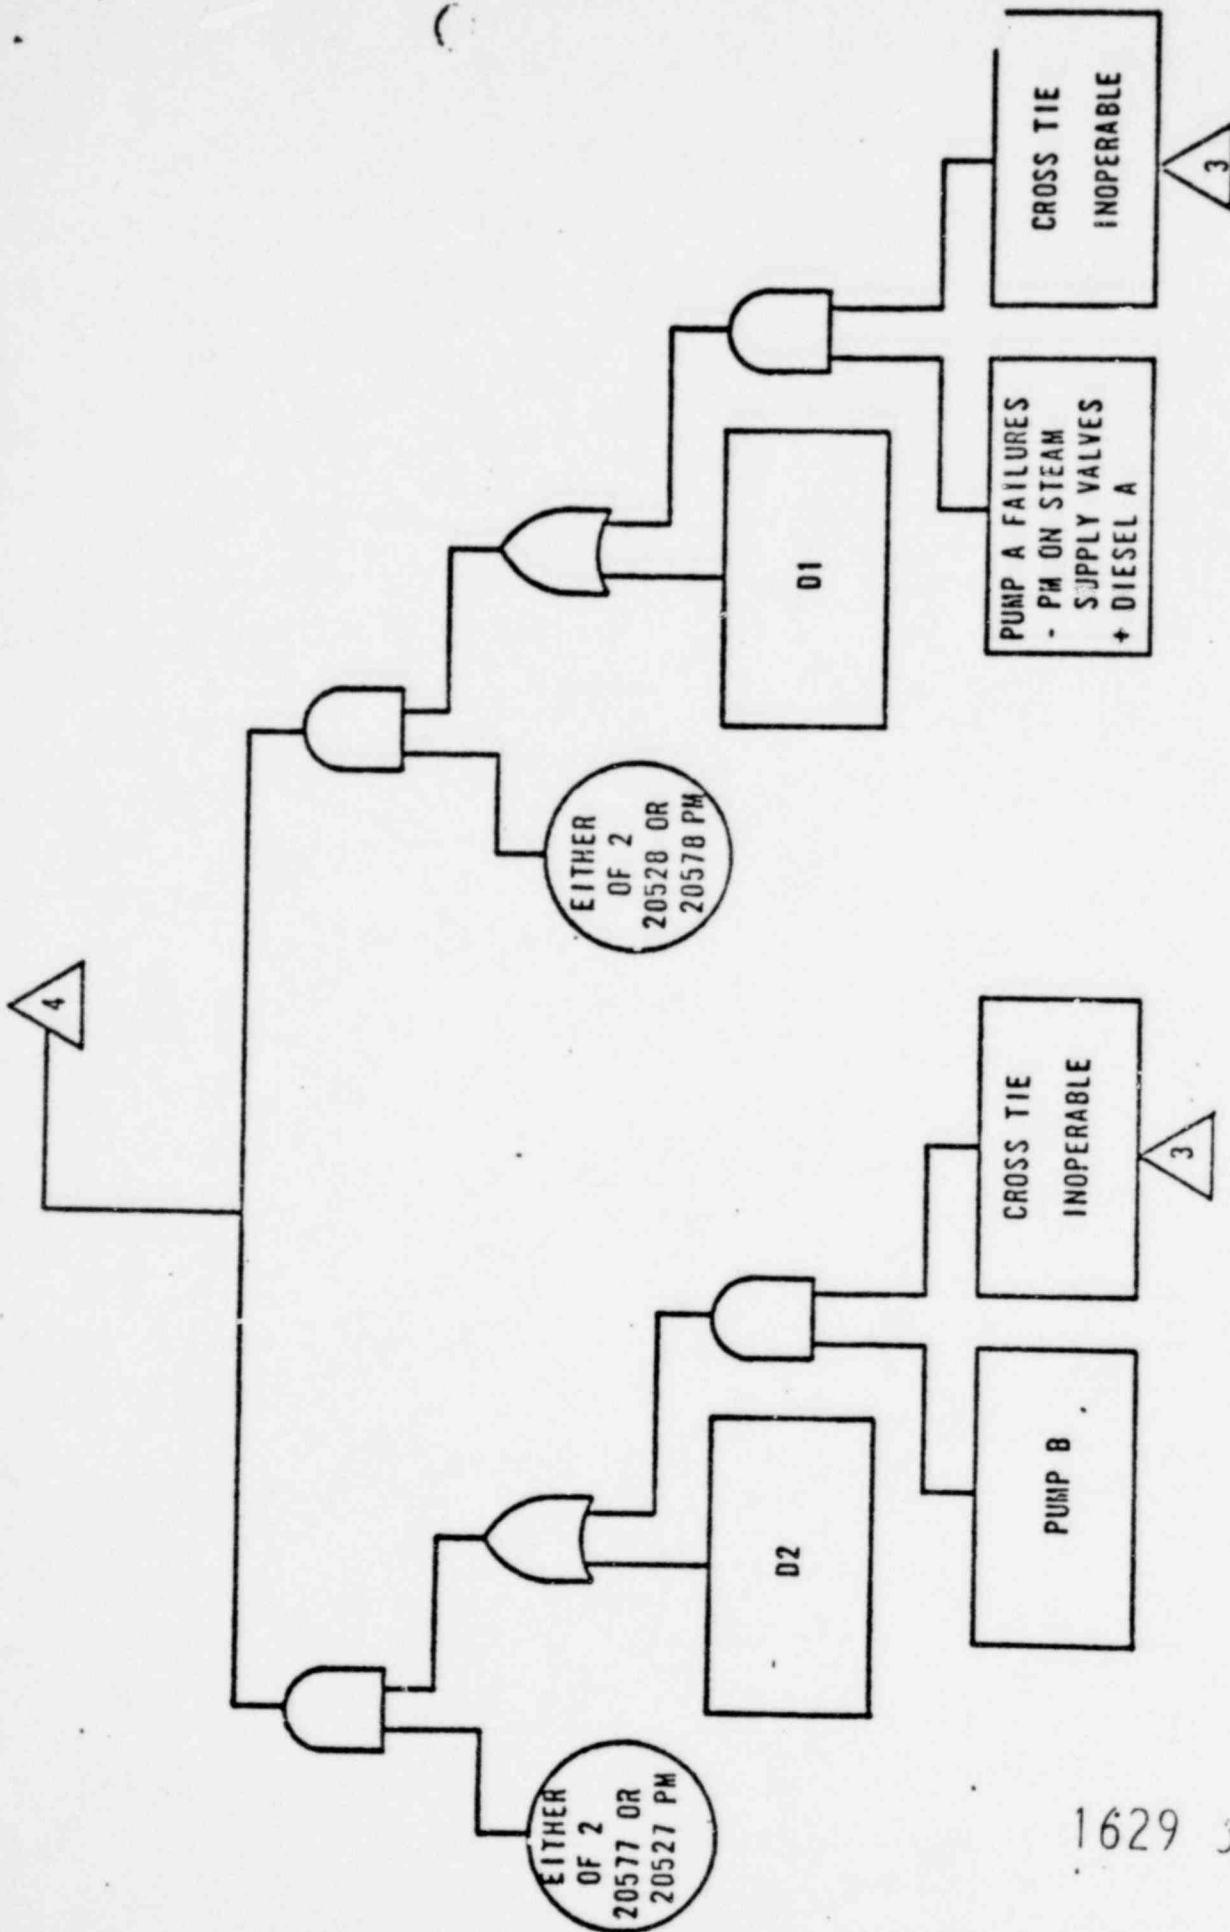 4
EITHER
OF 2
20577 OR
20527 PM
D2
PUMP B
CROSS TIE
INOPERABLE
3
EITHER
OF 2
20528 OR
20578 PM
D1
PUMP A FAILURES
- PM ON STEAM
SUPPLY VALVES
+ DIESEL A
CROSS TIE
INOPERABLE
3
1629